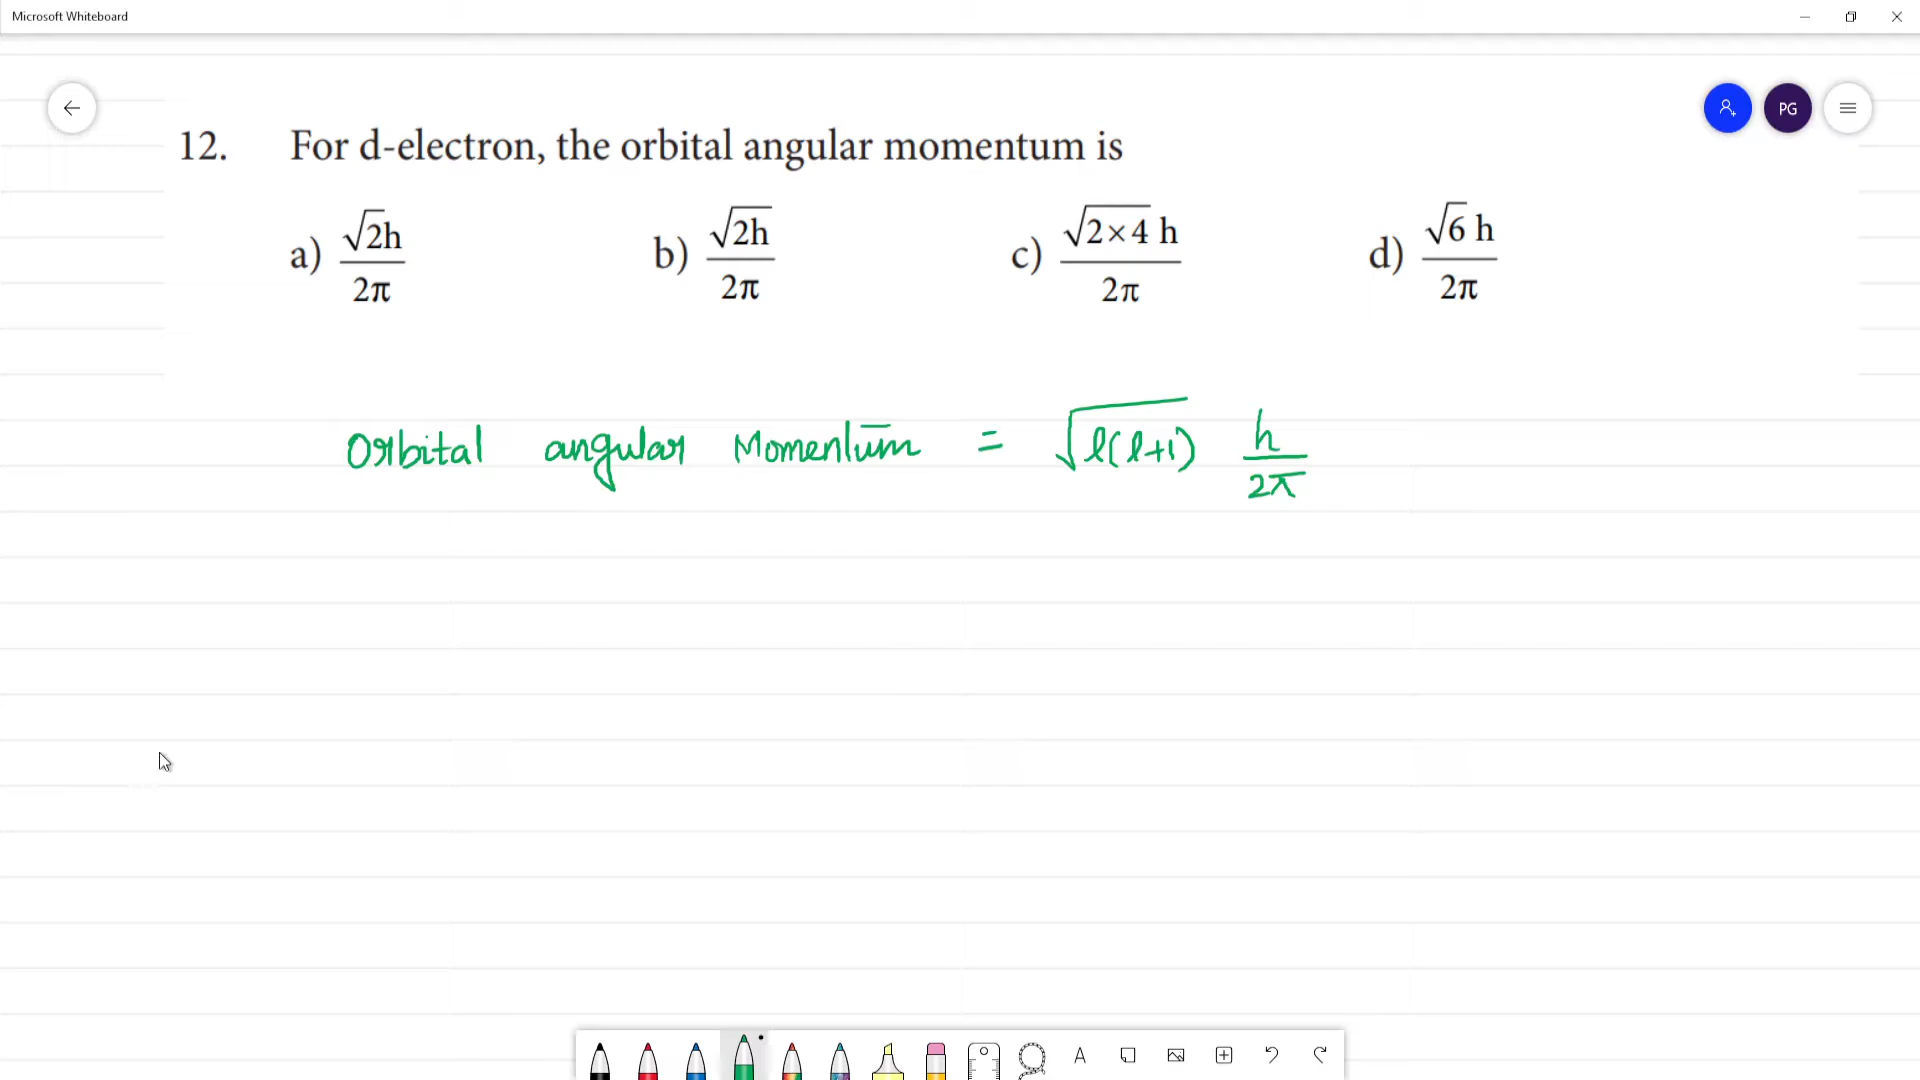 Microsoft Whiteboard
PG
12. For d-electron, the orbital angular momentum is
a) √2h/2π b) √2h/2π c) √2×4 h/2π d) √6 h/2π
Orbital angular Momentum = √l(l+1) h/2π
A